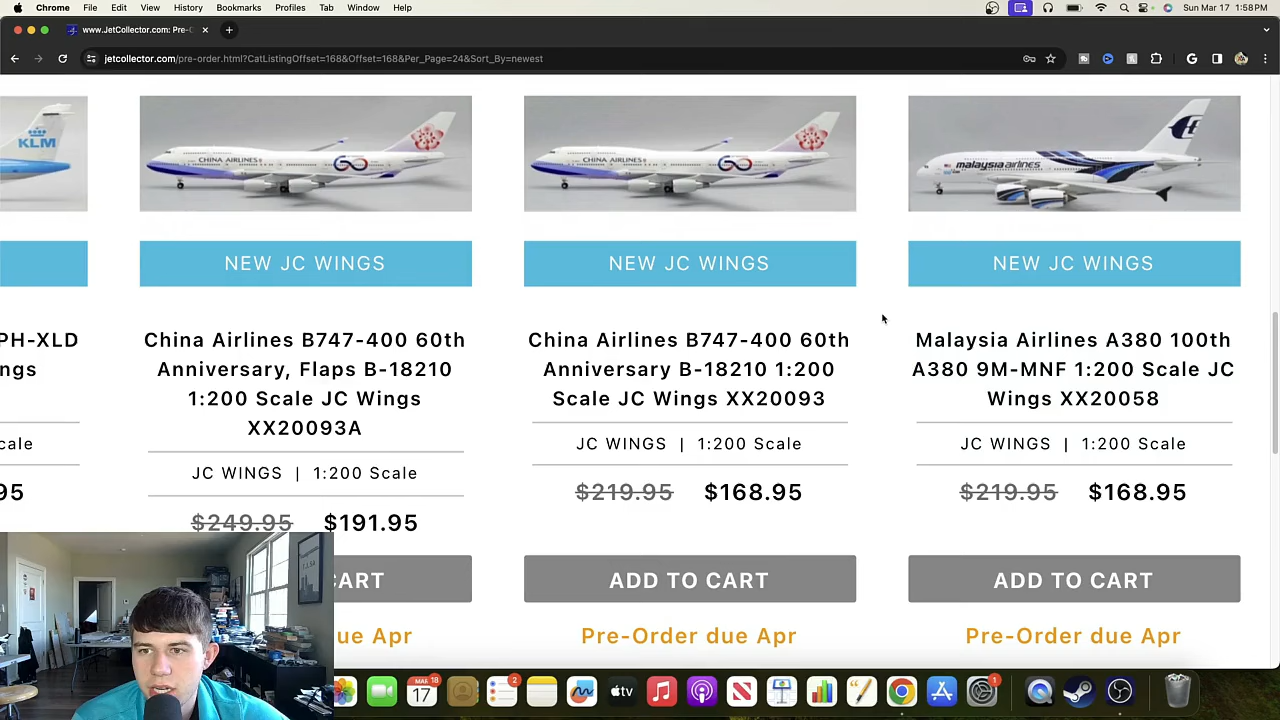 Chrome File Edit View History Bookmarks Profiles Tab Window Help
Sun Mar 17 1:58 PM
www.JetCollector.com: Pre-O
jetcollector.com/pre-order.html?CatListingOffset=168&Offset=168&Per_Page=24&Sort_By=newest
KLM
CHINA AIRLINES
60
CHINA AIRLINES
60
malaysia airlines
NEW JC WINGS
NEW JC WINGS
NEW JC WINGS
PH-XLD
ngs
cale
95
China Airlines B747-400 60th
Anniversary, Flaps B-18210
1:200 Scale JC Wings
XX20093A
JC WINGS | 1:200 Scale
$249.95 $191.95
CART
ue Apr
China Airlines B747-400 60th
Anniversary B-18210 1:200
Scale JC Wings XX20093
JC WINGS | 1:200 Scale
$219.95 $168.95
ADD TO CART
Pre-Order due Apr
Malaysia Airlines A380 100th
A380 9M-MNF 1:200 Scale JC
Wings XX20058
JC WINGS | 1:200 Scale
$219.95 $168.95
ADD TO CART
Pre-Order due Apr
MAR
17
18
2
tv
1